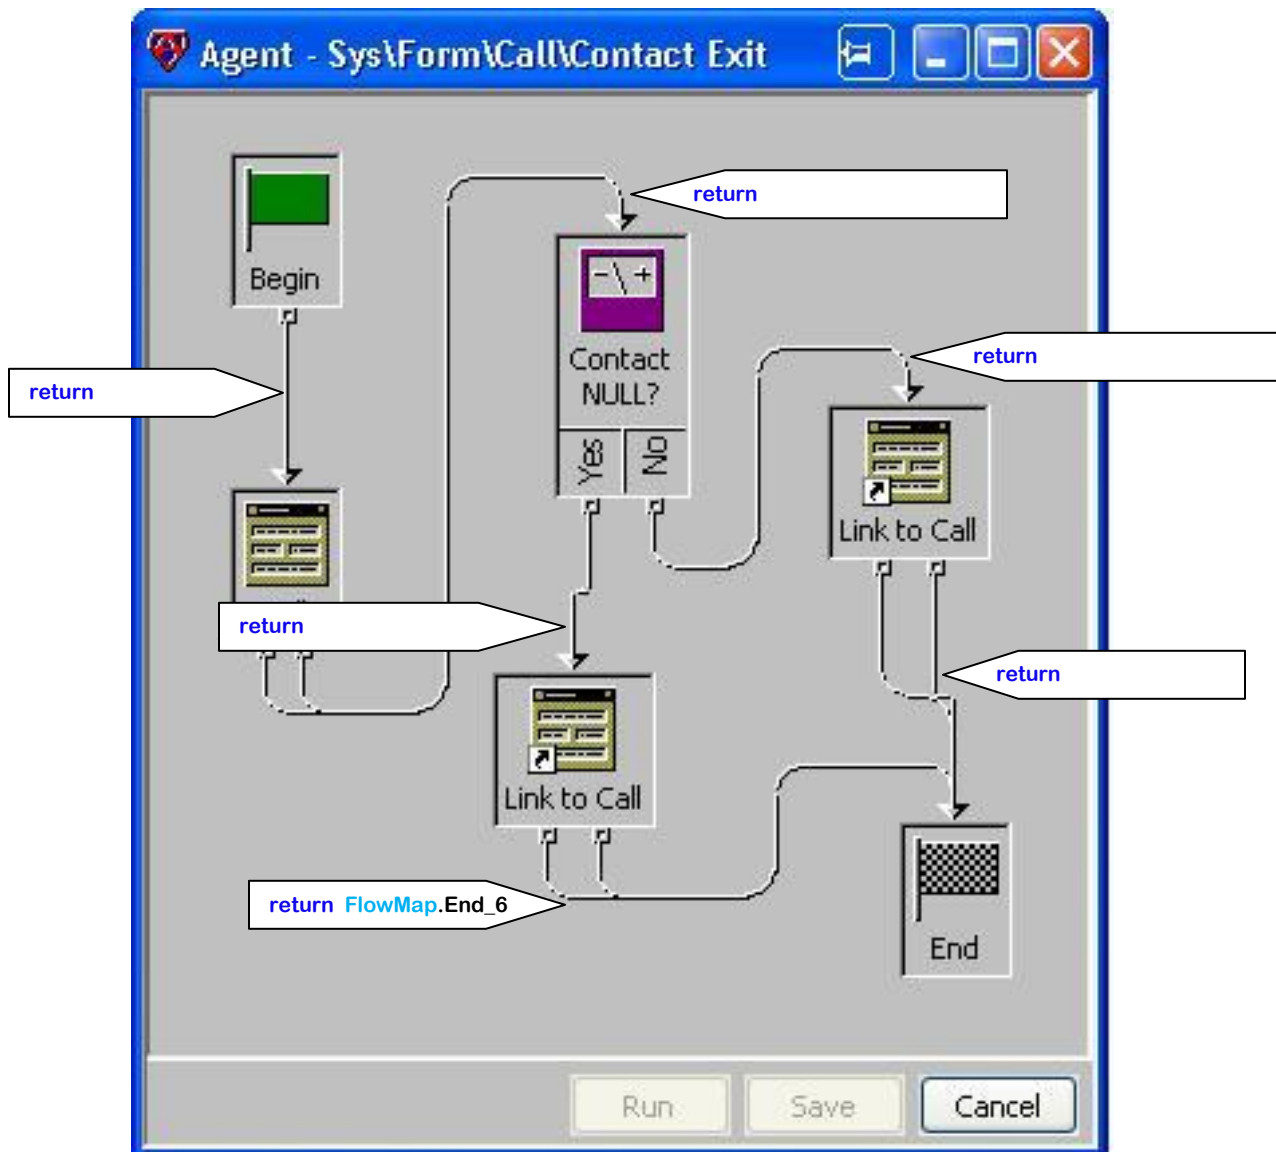 Agent - Sys\Form\Call\Contact Exit
return
Begin
Contact
NULL?
return
return
Yes
No
Link to Call
return
return
Link to Call
return FlowMap.End_6
End
Run
Save
Cancel